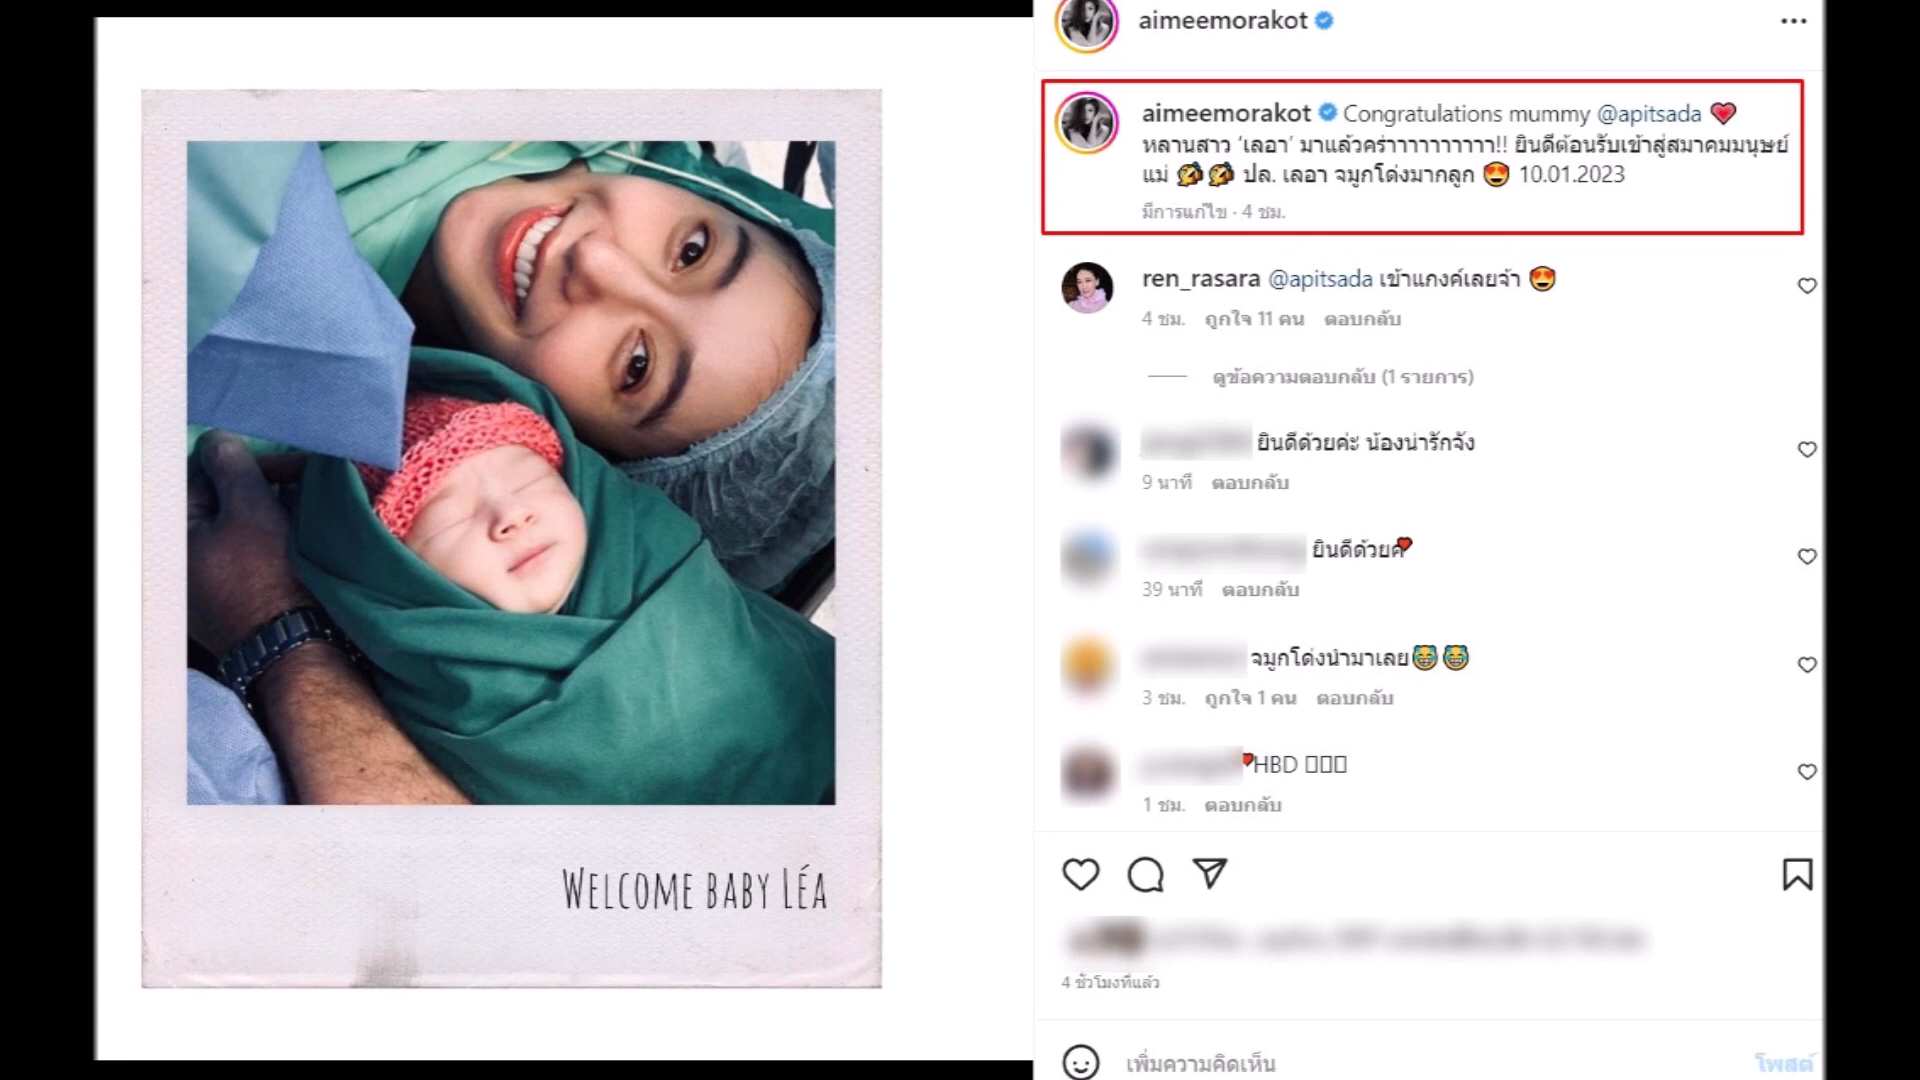 WELCOME BABY LÉA
aimeemorakot
aimeemorakot Congratulations mummy @apitsada 💗
หลานสาว ‘เลอา’ มาแล้วคร่าาาาาาาาาา!! ยินดีต้อนรับเข้าสู่สมาคมมนุษย์
แม่ 🤣🤣 ปล. เลอา จมูกโด่งมากลูก 😍 10.01.2023
มีการแก้ไข · 4 ชม.
ren_rasara @apitsada เข้าแกงค์เลยจ้า 😍
4 ชม. ถูกใจ 11 คน ตอบกลับ
ดูข้อความตอบกลับ (1 รายการ)
ยินดีด้วยค่ะ น้องน่ารักจัง
9 นาที ตอบกลับ
ยินดีด้วยค❤
39 นาที ตอบกลับ
จมูกโด่งนำมาเลย😹😹
3 ชม. ถูกใจ 1 คน ตอบกลับ
❤HBD
1 ชม. ตอบกลับ
4 ชั่วโมงที่แล้ว
เพิ่มความคิดเห็น
โพสต์